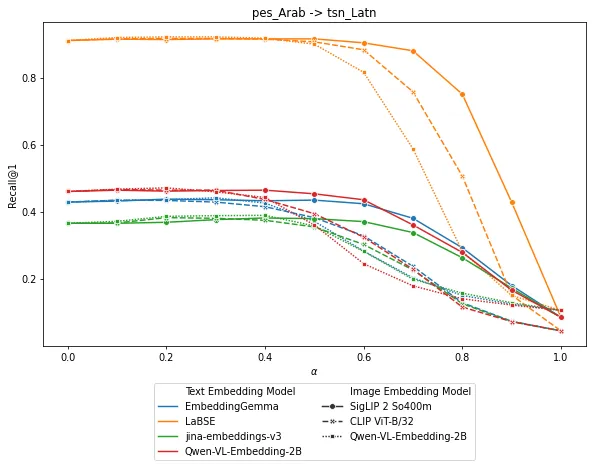 pes_Arab -> tsn_Latn
Recall@1
0.8
0.6
0.4
0.2
0.0 0.2 0.4 0.6 0.8 1.0
α
Text Embedding Model Image Embedding Model
EmbeddingGemma SigLIP 2 So400m
LaBSE CLIP ViT-B/32
jina-embeddings-v3 Qwen-VL-Embedding-2B
Qwen-VL-Embedding-2B